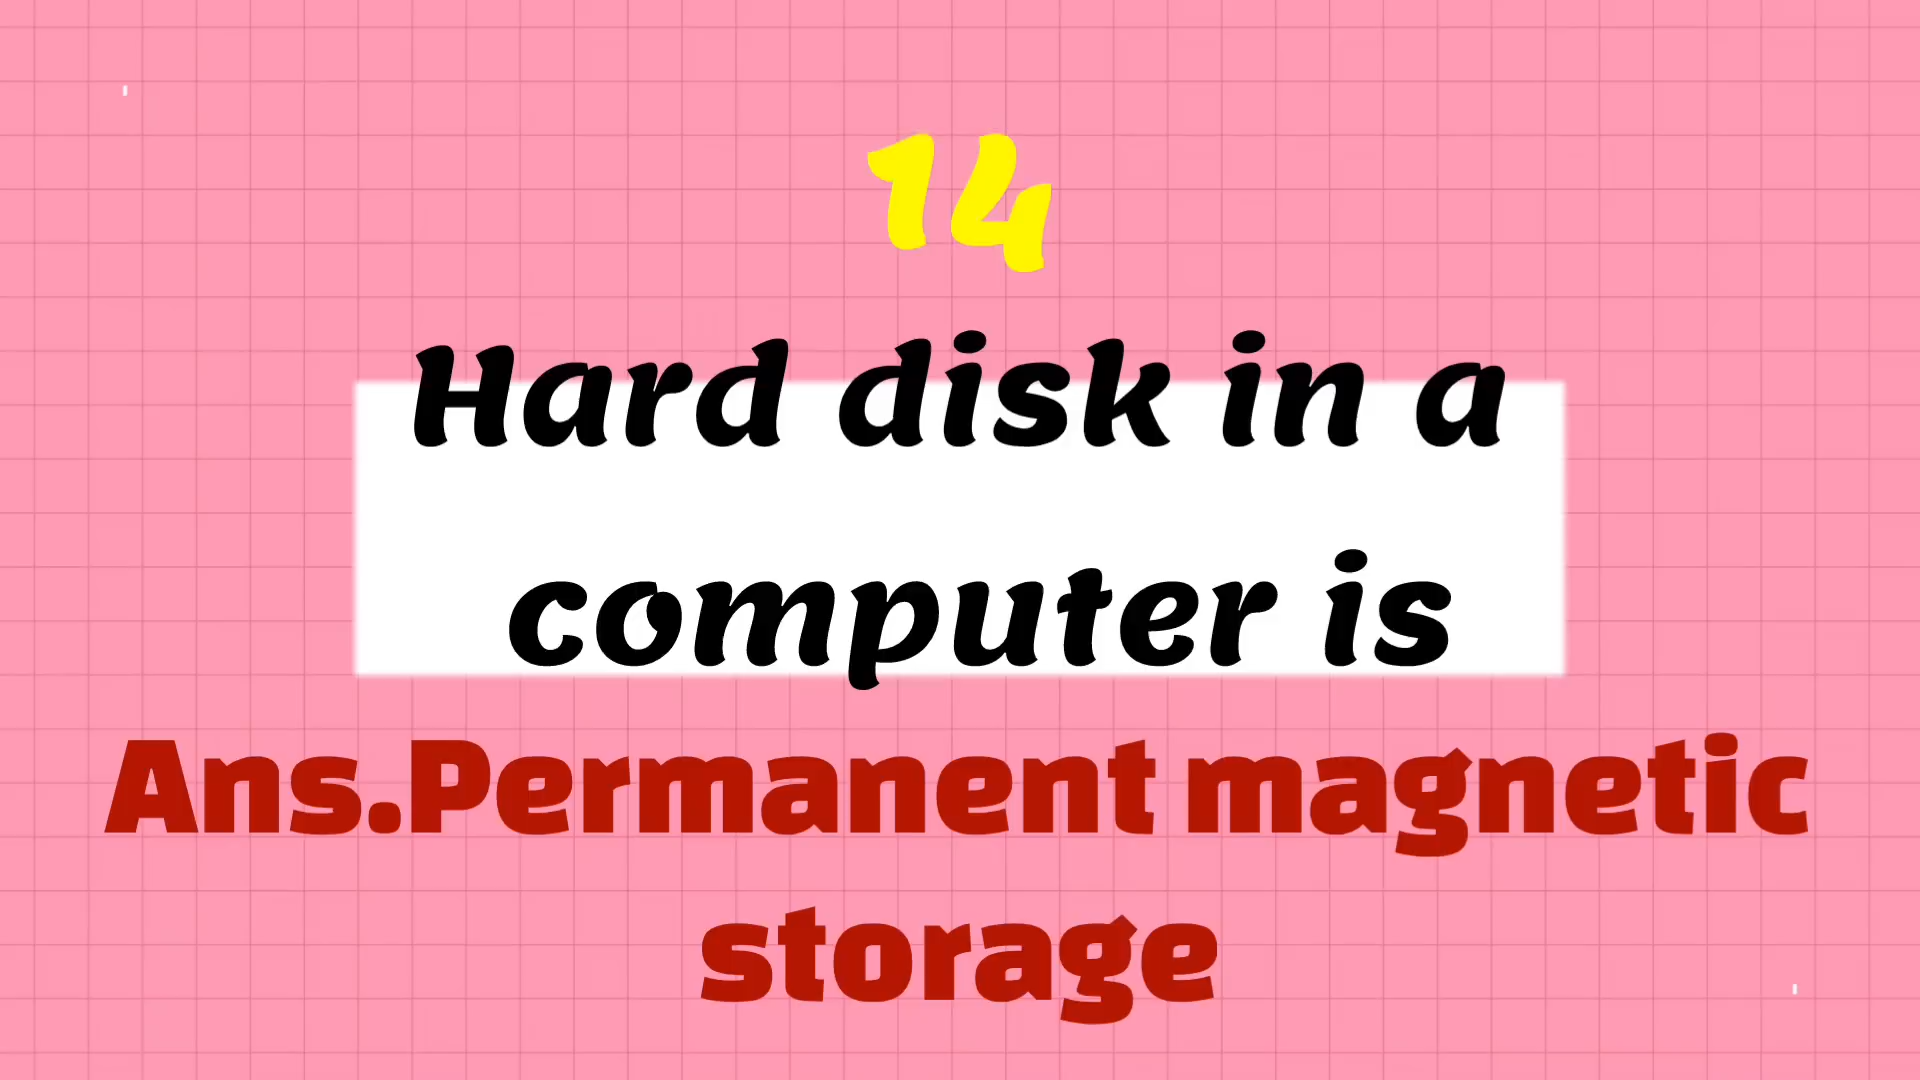 14
Hard disk in a
computer is
Ans.Permanent magnetic
storage